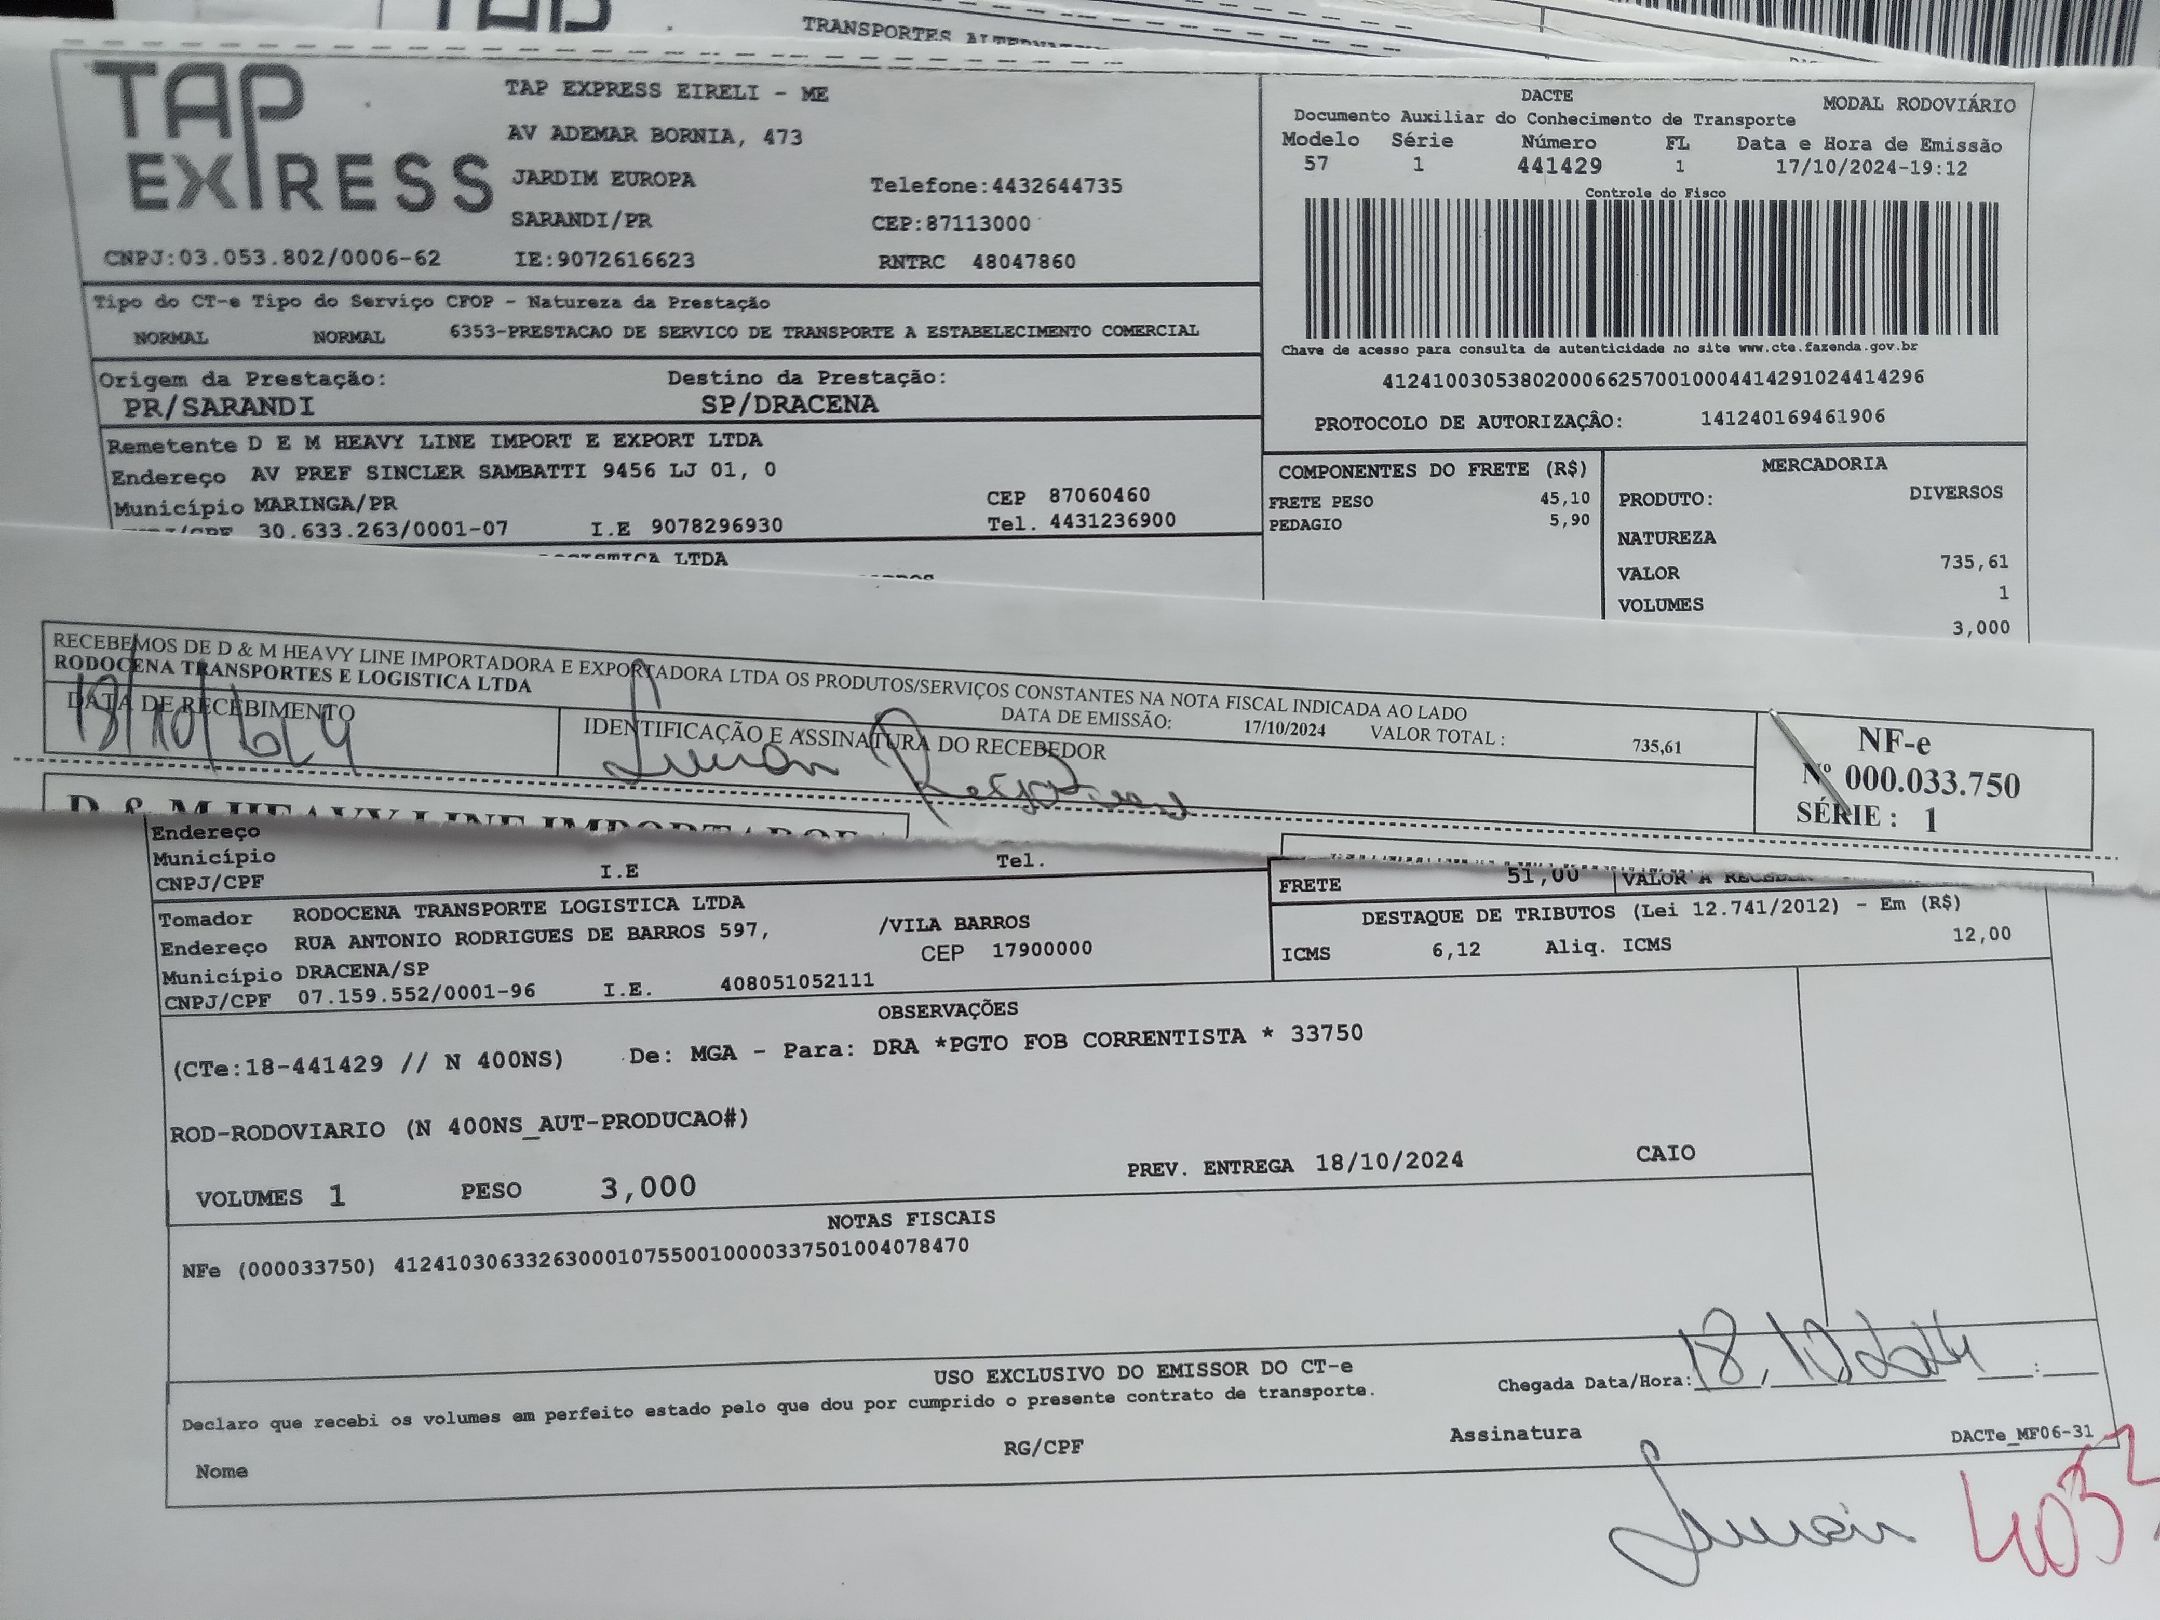 TRANSPORTES
TAP
EXPRESS
TAP EXPRESS EIRELI - ME
AV ADEMAR BORNIA, 473
JARDIM EUROPA Telefone:4432644735
SARANDI/PR CEP:87113000
CNPJ:03.053.802/0006-62 IE:9072616623 RNTRC 48047860
DACTE MODAL RODOVIÁRIO
Documento Auxiliar do Conhecimento de Transporte
Modelo Série Número FL Data e Hora de Emissão
57 1 441429 1 17/10/2024-19:12
Controle do Fisco
Chave de acesso para consulta de autenticidade no site www.cte.fazenda.gov.br
41241003053802000662570010004414291024414296
PROTOCOLO DE AUTORIZAÇÂO: 141240169461906
Tipo do CT-e Tipo do Serviço CFOP - Natureza da Prestação
NORMAL NORMAL 6353-PRESTACAO DE SERVICO DE TRANSPORTE A ESTABELECIMENTO COMERCIAL
Origem da Prestação: Destino da Prestação:
PR/SARANDI SP/DRACENA
Remetente D E M HEAVY LINE IMPORT E EXPORT LTDA
Endereço AV PREF SINCLER SAMBATTI 9456 LJ 01, 0
Município MARINGA/PR CEP 87060460
30.633.263/0001-07 I.E 9078296930 Tel. 4431236900
LTDA
COMPONENTES DO FRETE (R$)
FRETE PESO 45,10
PEDAGIO 5,90
MERCADORIA
PRODUTO: DIVERSOS
NATUREZA
VALOR 735,61
VOLUMES 1
3,000
RECEBEMOS DE D & M HEAVY LINE IMPORTADORA E EXPORTADORA LTDA OS PRODUTOS/SERVIÇOS CONSTANTES NA NOTA FISCAL INDICADA AO LADO
RODOCENA TRANSPORTES E LOGISTICA LTDA
DATA DE EMISSÃO: 17/10/2024 VALOR TOTAL : 735,61
DATA DE RECEBIMENTO
IDENTIFICAÇÃO E ASSINATURA DO RECEBEDOR
NF-e
Nº 000.033.750
SÉRIE : 1
D & M HEAVY LINE
Endereço
Município
CNPJ/CPF I.E Tel.
FRETE 51,00 VALOR A
Tomador RODOCENA TRANSPORTE LOGISTICA LTDA
Endereço RUA ANTONIO RODRIGUES DE BARROS 597, /VILA BARROS
Município DRACENA/SP CEP 17900000
CNPJ/CPF 07.159.552/0001-96 I.E. 408051052111
DESTAQUE DE TRIBUTOS (Lei 12.741/2012) - Em (R$)
ICMS 6,12 Aliq. ICMS 12,00
OBSERVAÇÕES
(CTe:18-441429 // N 400NS) De: MGA - Para: DRA *PGTO FOB CORRENTISTA * 33750
ROD-RODOVIARIO (N 400NS_AUT-PRODUCAO#)
VOLUMES 1 PESO 3,000 PREV. ENTREGA 18/10/2024 CAIO
NOTAS FISCAIS
NFe (000033750) 41241030633263000107550010000337501004078470
USO EXCLUSIVO DO EMISSOR DO CT-e
Declaro que recebi os volumes em perfeito estado pelo que dou por cumprido o presente contrato de transporte.
Chegada Data/Hora:
Nome RG/CPF Assinatura DACTe_MF06-31